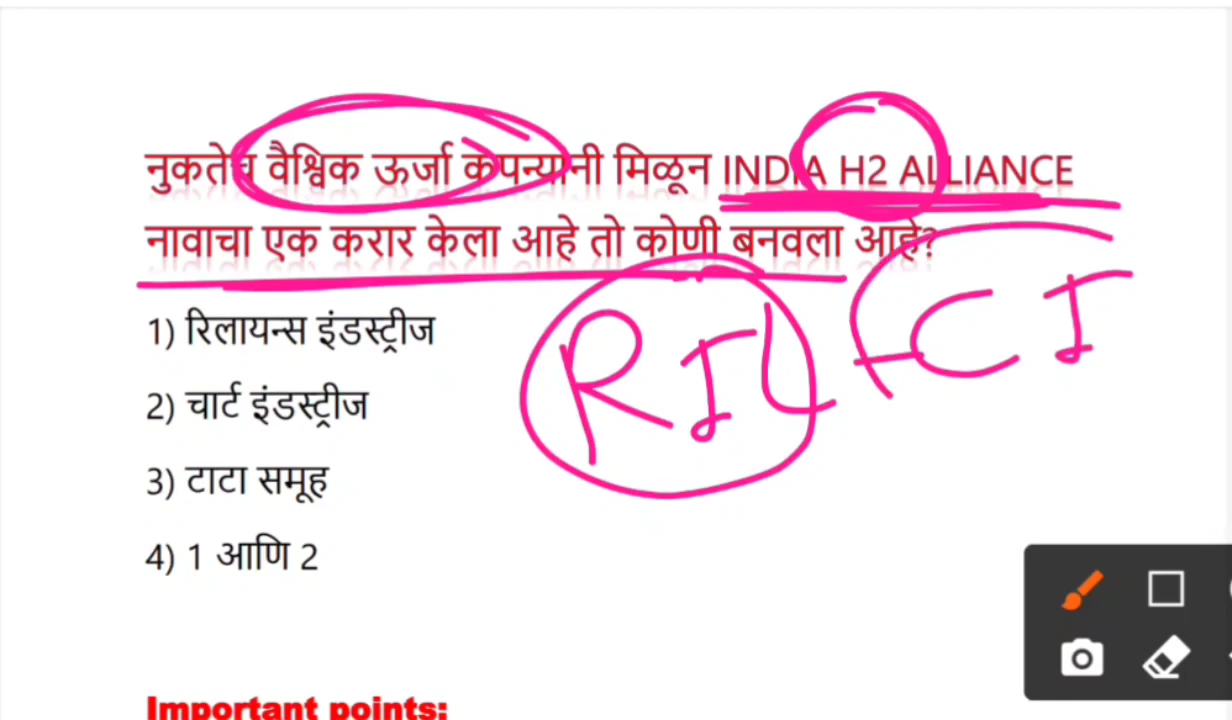 नुकतेच वैश्विक ऊर्जा कंपन्यांनी मिळून INDIA H2 ALLIANCE
नावाचा एक करार केला आहे तो कोणी बनवला आहे?
1) रिलायन्स इंडस्ट्रीज
RIL - CI
2) चार्ट इंडस्ट्रीज
3) टाटा समूह
4) 1 आणि 2
Important points: